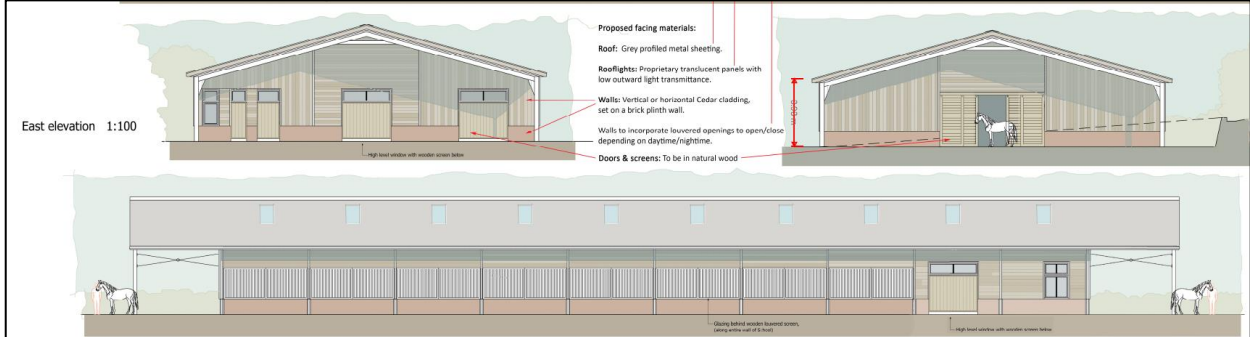 Proposed facing materials:
Roof: Grey profiled metal sheeting.
Rooflights: Proprietary translucent panels with
low outward light transmittance.
Walls: Vertical or horizontal Cedar cladding,
set on a brick plinth wall.
Walls to incorporate louvered openings to open/close
depending on daytime/nightime.
Doors & screens: To be in natural wood
East elevation 1:100
High level window with wooden screen below
Glazing behind wooden louvered screen,
High level window with wooden screen below